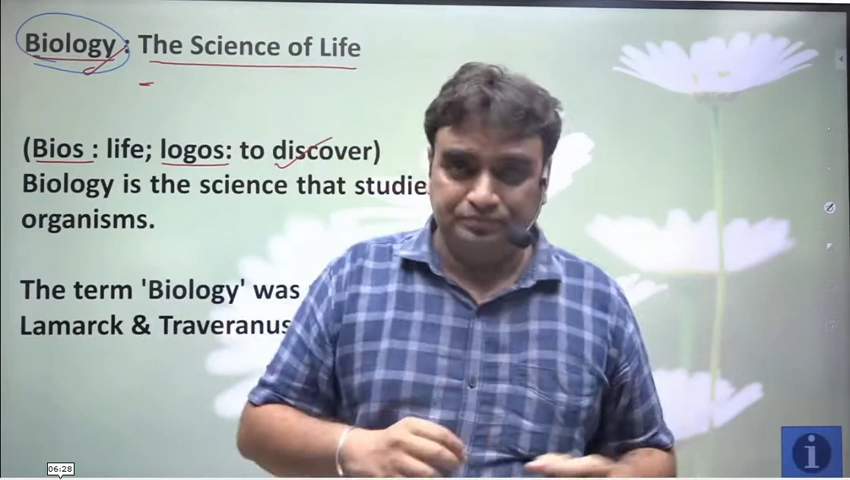 Biology : The Science of Life
(Bios : life; logos: to discover)
Biology is the science that studie
organisms.
The term 'Biology' was
Lamarck & Traveranus
i
06:28